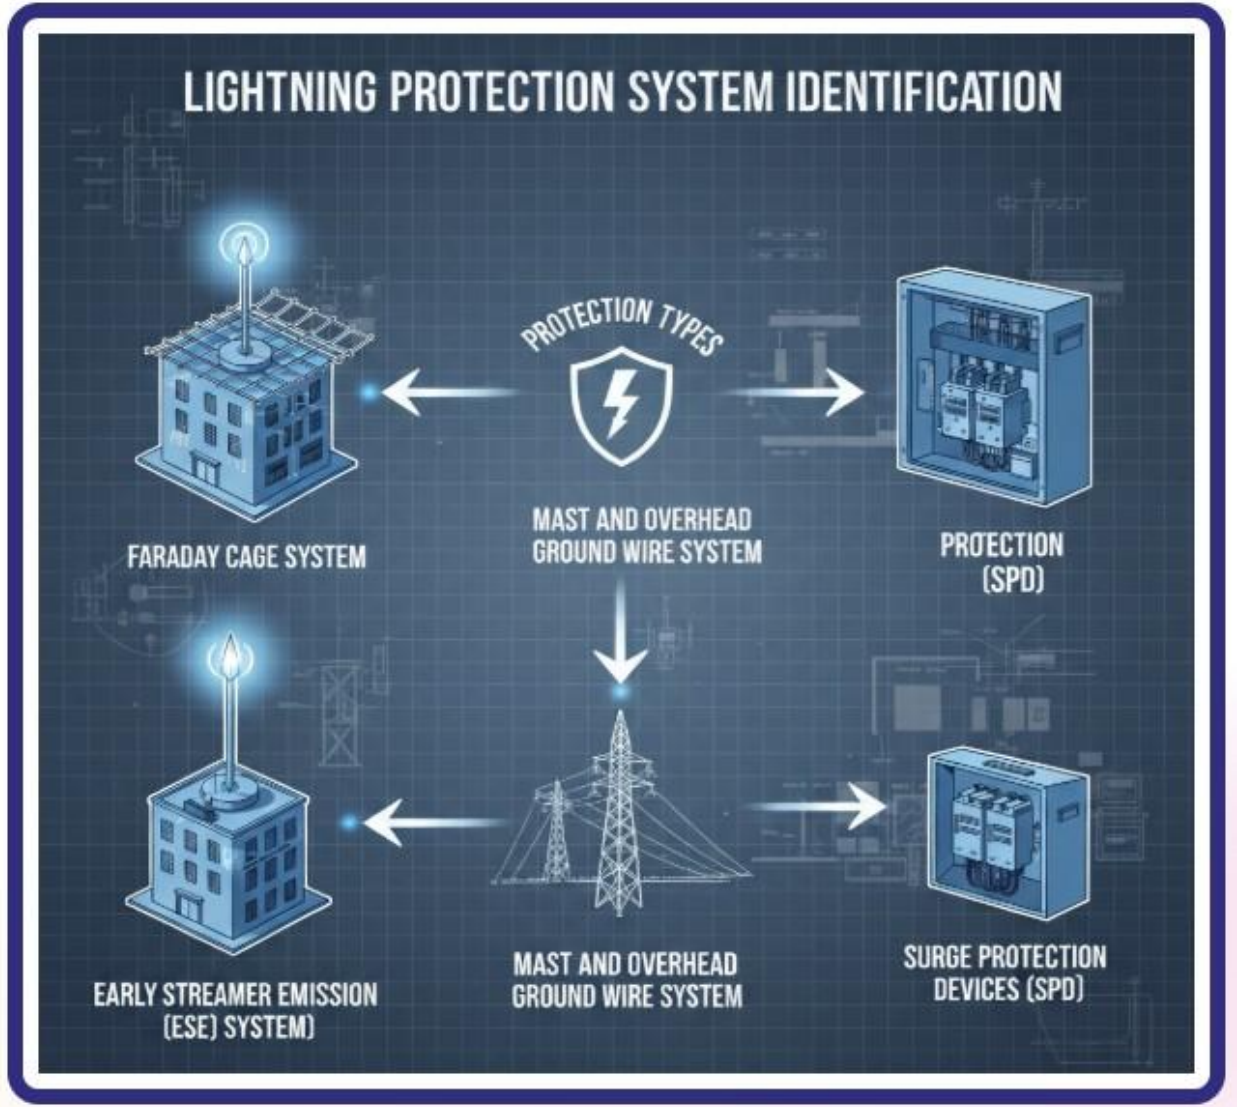 LIGHTNING PROTECTION SYSTEM IDENTIFICATION
PROTECTION TYPES
FARADAY CAGE SYSTEM
MAST AND OVERHEAD
GROUND WIRE SYSTEM
PROTECTION
(SPD)
EARLY STREAMER EMISSION
(ESE) SYSTEM)
MAST AND OVERHEAD
GROUND WIRE SYSTEM
SURGE PROTECTION
DEVICES (SPD)